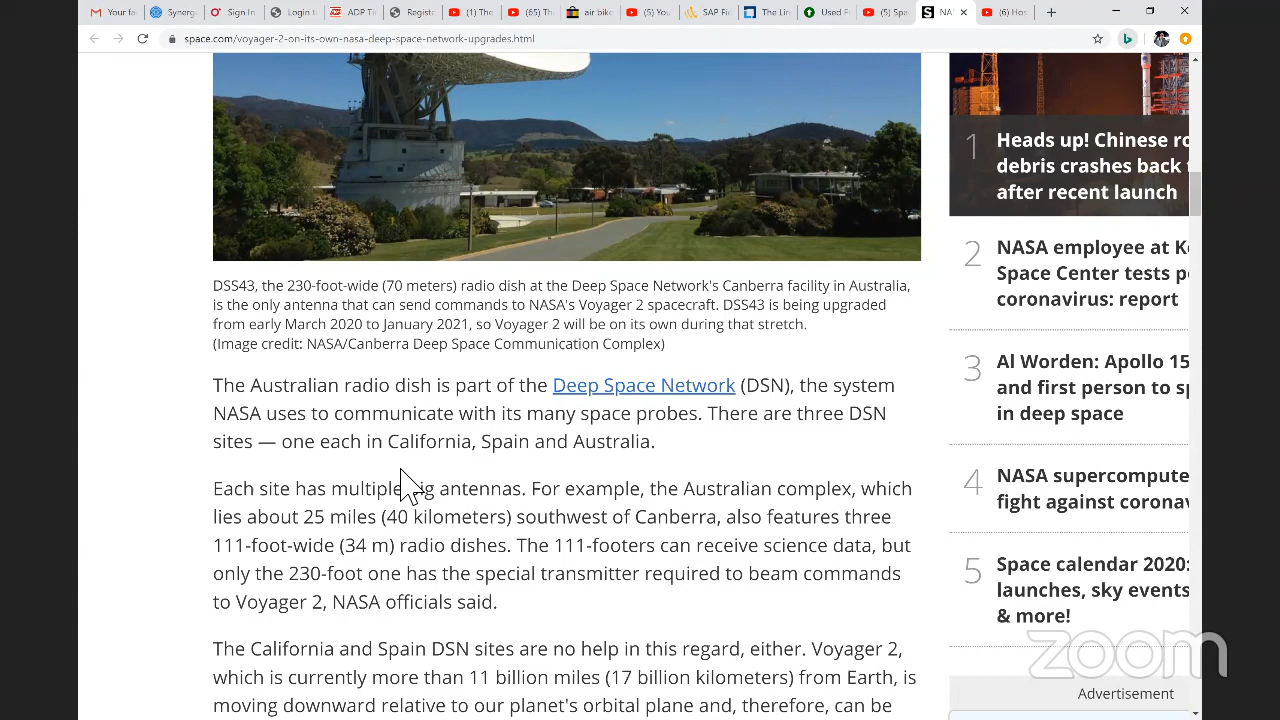 Your fa
Synerg
Sign In
Login t
ADP Ti
Registe
(1) The
(65) Th
air bike
(5) You
SAP Fi
The Lin
Used F
(5) Spa
NA
(6) Hos
space.com/voyager-2-on-its-own-nasa-deep-space-network-upgrades.html
DSS43, the 230-foot-wide (70 meters) radio dish at the Deep Space Network's Canberra facility in Australia,
is the only antenna that can send commands to NASA's Voyager 2 spacecraft. DSS43 is being upgraded
from early March 2020 to January 2021, so Voyager 2 will be on its own during that stretch.
(Image credit: NASA/Canberra Deep Space Communication Complex)
The Australian radio dish is part of the Deep Space Network (DSN), the system
NASA uses to communicate with its many space probes. There are three DSN
sites — one each in California, Spain and Australia.
Each site has multiple big antennas. For example, the Australian complex, which
lies about 25 miles (40 kilometers) southwest of Canberra, also features three
111-foot-wide (34 m) radio dishes. The 111-footers can receive science data, but
only the 230-foot one has the special transmitter required to beam commands
to Voyager 2, NASA officials said.
The California and Spain DSN sites are no help in this regard, either. Voyager 2,
which is currently more than 11 billion miles (17 billion kilometers) from Earth, is
moving downward relative to our planet's orbital plane and, therefore, can be
1
Heads up! Chinese ro
debris crashes back
after recent launch
2
NASA employee at Ke
Space Center tests p
coronavirus: report
3
Al Worden: Apollo 15
and first person to sp
in deep space
4
NASA supercompute
fight against coronav
5
Space calendar 2020:
launches, sky events
& more!
zoom
Advertisement